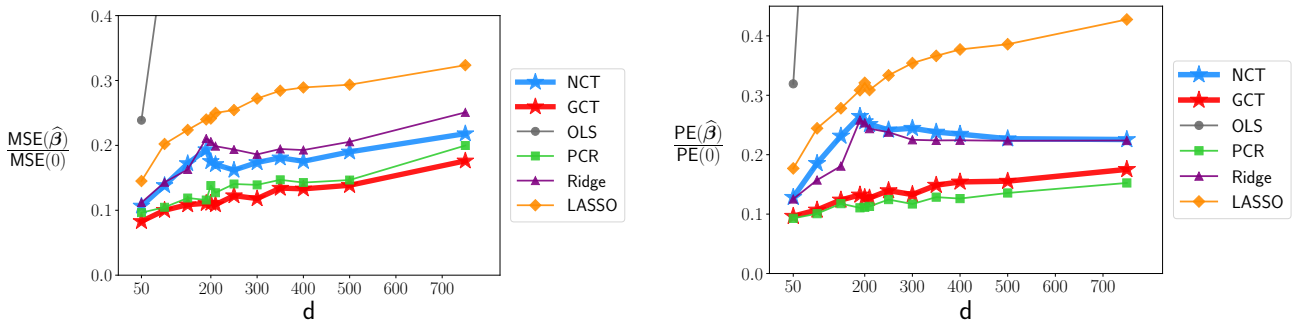 0.4
0.3
0.2
0.1
0.0
MSE(β̂)
MSE(0)
50 200 300 400 500 600 700
d
NCT
GCT
OLS
PCR
Ridge
LASSO
0.4
0.3
0.2
0.1
0.0
PE(β̂)
PE(0)
50 200 300 400 500 600 700
d
NCT
GCT
OLS
PCR
Ridge
LASSO